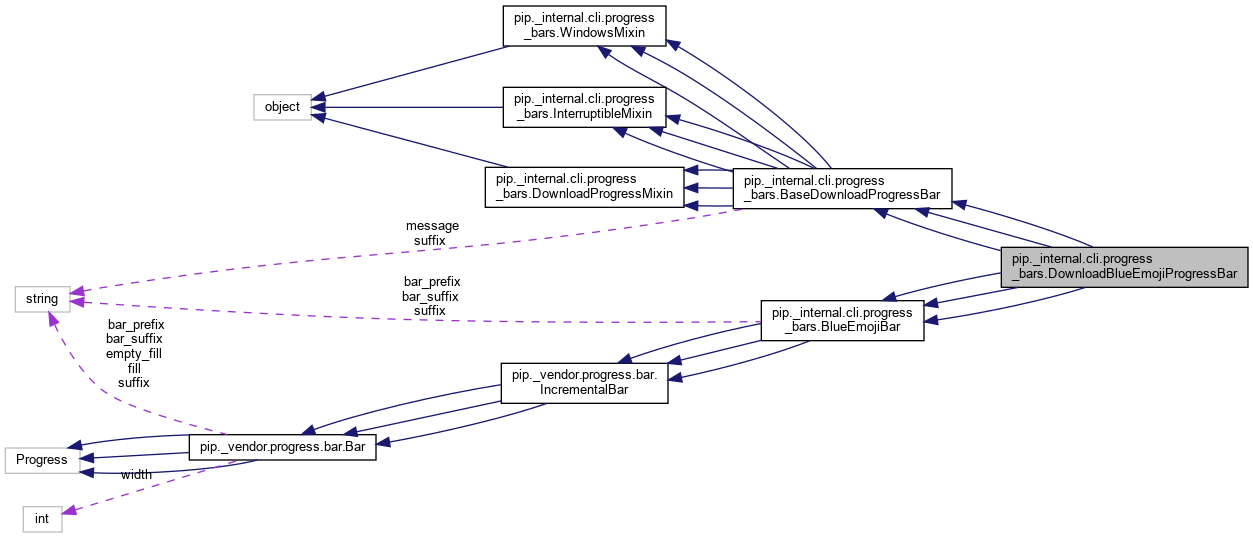 pip._internal.cli.progress
_bars.WindowsMixin
object
pip._internal.cli.progress
_bars.InterruptibleMixin
pip._internal.cli.progress
_bars.DownloadProgressMixin
pip._internal.cli.progress
_bars.BaseDownloadProgressBar
message
suffix
pip._internal.cli.progress
_bars.DownloadBlueEmojiProgressBar
string
bar_prefix
bar_suffix
suffix
pip._internal.cli.progress
_bars.BlueEmojiBar
bar_prefix
bar_suffix
empty_fill
fill
suffix
pip._vendor.progress.bar.
IncrementalBar
pip._vendor.progress.bar.Bar
Progress
width
int